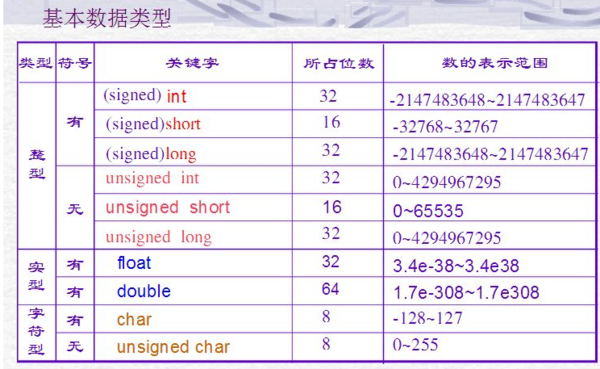 基本数据类型
类型 符号 关键字 所占位数 数的表示范围
整型 有 (signed) int 32 -2147483648~2147483647
(signed)short 16 -32768~32767
(signed)long 32 -2147483648~2147483647
无 unsigned int 32 0~4294967295
unsigned short 16 0~65535
unsigned long 32 0~4294967295
实型 有 float 32 3.4e-38~3.4e38
有 double 64 1.7e-308~1.7e308
字符型 有 char 8 -128~127
无 unsigned char 8 0~255